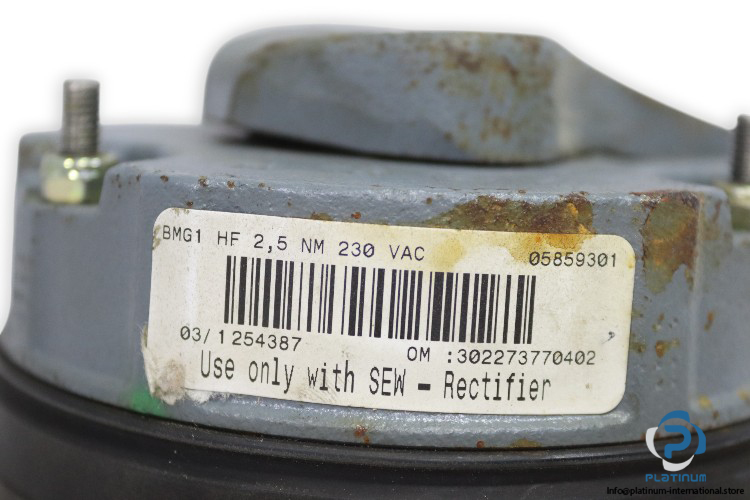 BMG1 HF 2,5 NM 230 VAC 05859301
03/1254387 OM :302273770402
Use only with SEW - Rectifier
PLATINUM
info@platinum-international.store